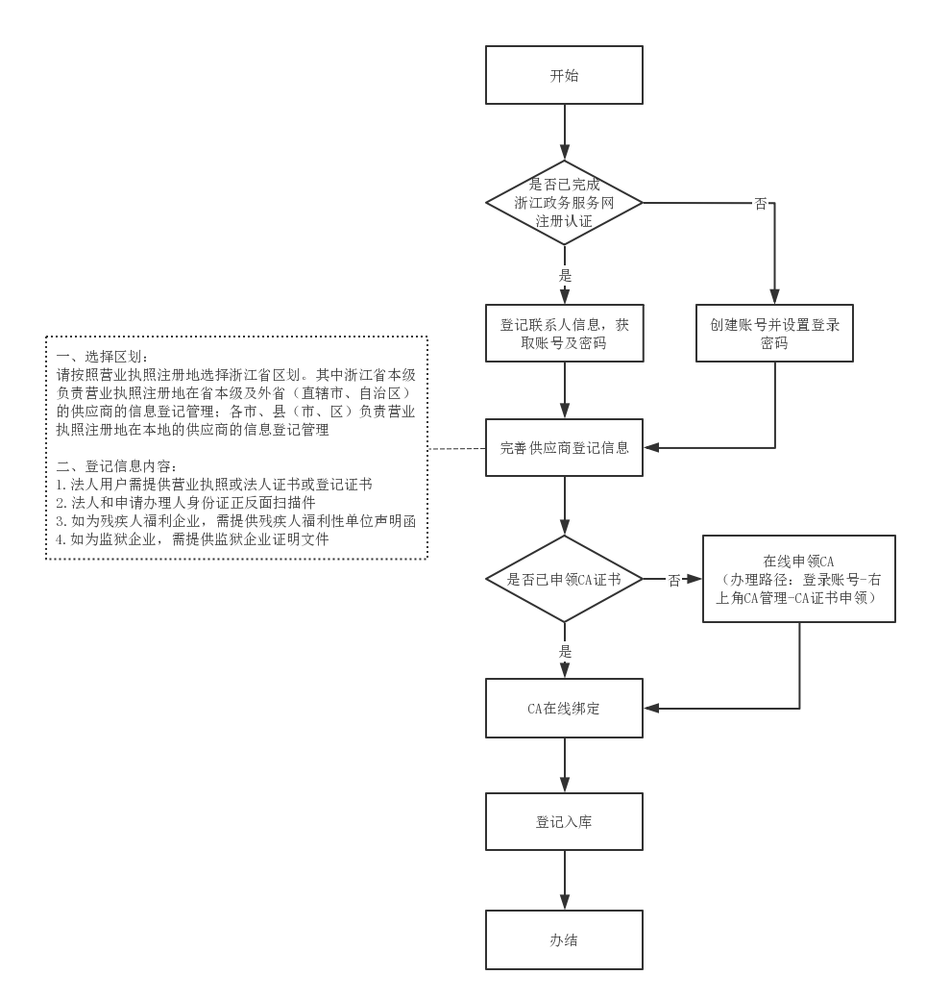 开始
是否已完成
浙江政务服务网
注册认证
否
是
登记联系人信息，获
取账号及密码
创建账号并设置登录
密码
一、选择区划：
请按照营业执照注册地选择浙江省区划。其中浙江省本级
负责营业执照注册地在省本级及外省（直辖市、自治区）
的供应商的信息登记管理；各市、县（市、区）负责营业
执照注册地在本地的供应商的信息登记管理
二、登记信息内容：
1.法人用户需提供营业执照或法人证书或登记证书
2.法人和申请办理人身份证正反面扫描件
3.如为残疾人福利企业，需提供残疾人福利性单位声明函
4.如为监狱企业，需提供监狱企业证明文件
完善供应商登记信息
是否已申领CA证书
否
在线申领CA
（办理路径：登录账号-右
上角CA管理-CA证书申领）
是
CA在线绑定
登记入库
办结